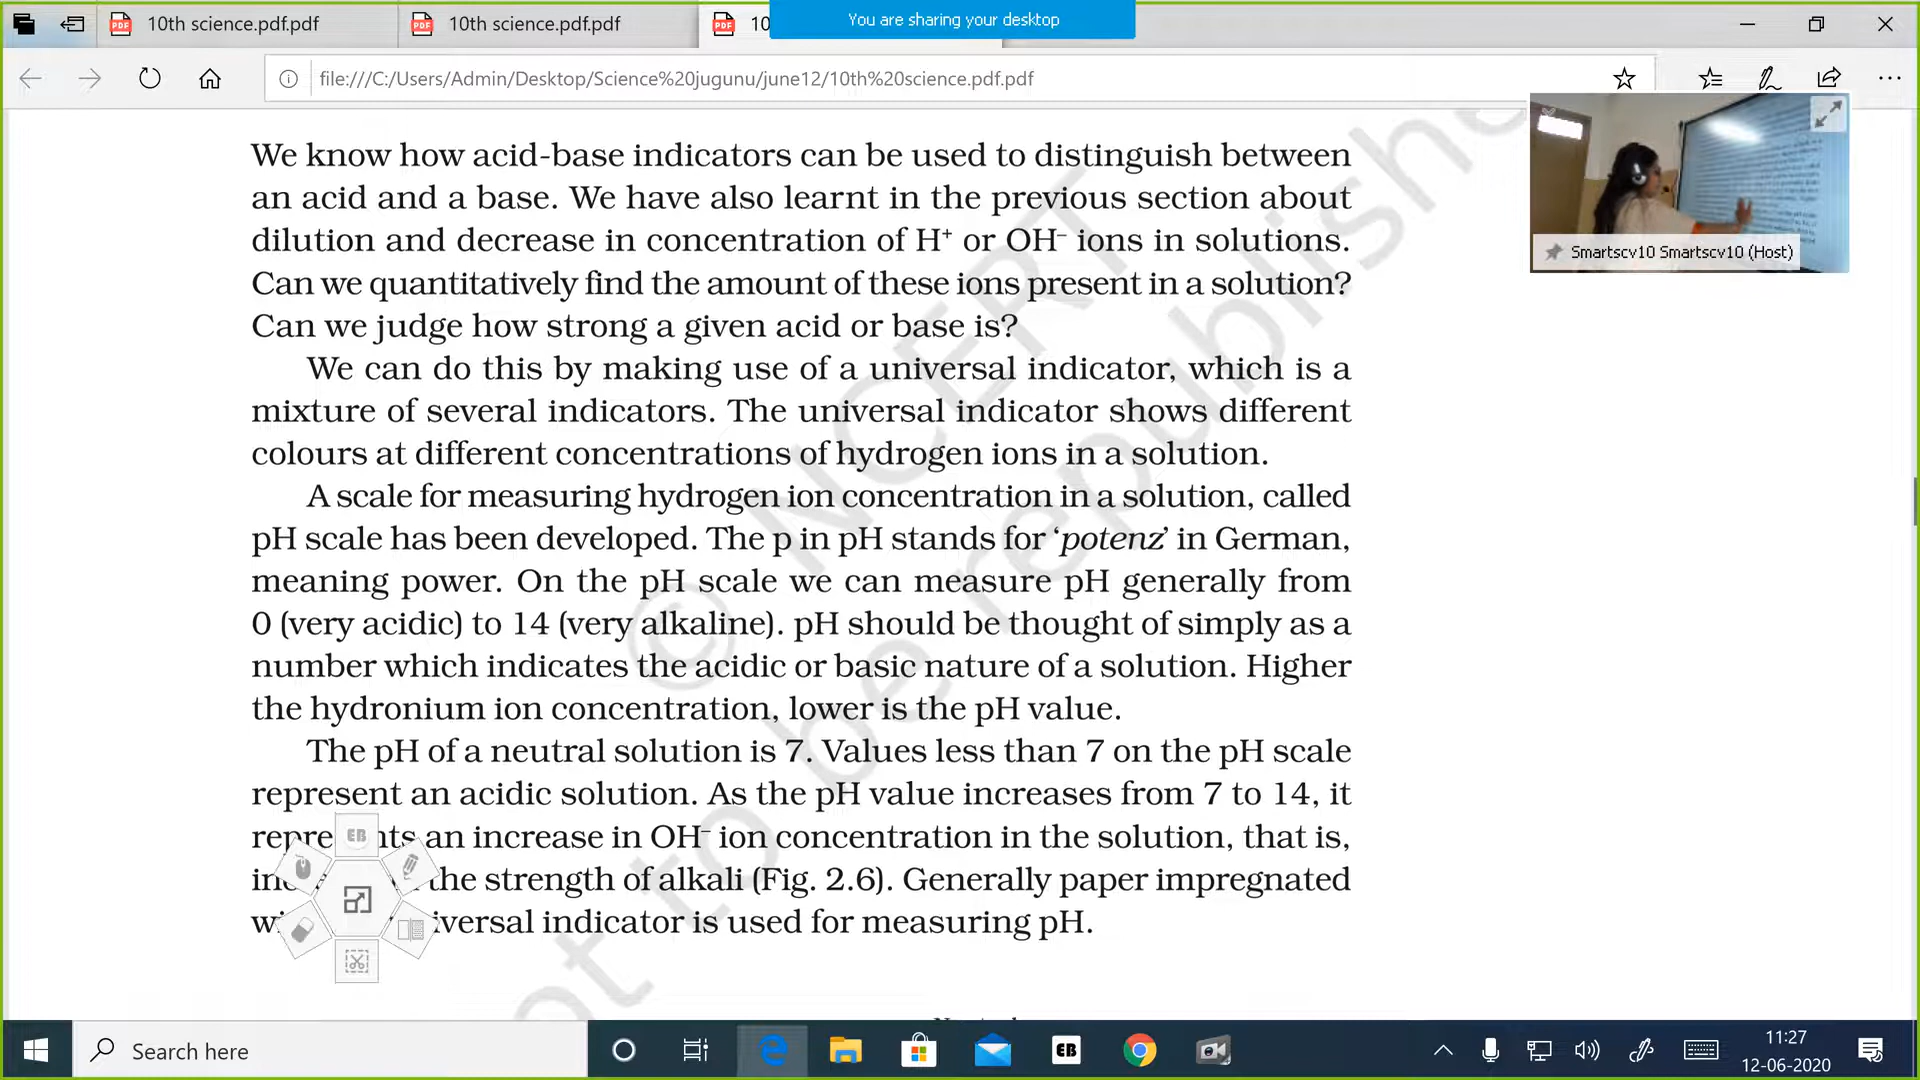 10th science.pdf.pdf
10th science.pdf.pdf
10
You are sharing your desktop
file:///C:/Users/Admin/Desktop/Science%20jugunu/june12/10th%20science.pdf.pdf
Smartscv10 Smartscv10 (Host)
We know how acid-base indicators can be used to distinguish between
an acid and a base. We have also learnt in the previous section about
dilution and decrease in concentration of H⁺ or OH⁻ ions in solutions.
Can we quantitatively find the amount of these ions present in a solution?
Can we judge how strong a given acid or base is?
We can do this by making use of a universal indicator, which is a
mixture of several indicators. The universal indicator shows different
colours at different concentrations of hydrogen ions in a solution.
A scale for measuring hydrogen ion concentration in a solution, called
pH scale has been developed. The p in pH stands for ‘potenz’ in German,
meaning power. On the pH scale we can measure pH generally from
0 (very acidic) to 14 (very alkaline). pH should be thought of simply as a
number which indicates the acidic or basic nature of a solution. Higher
the hydronium ion concentration, lower is the pH value.
The pH of a neutral solution is 7. Values less than 7 on the pH scale
represent an acidic solution. As the pH value increases from 7 to 14, it
an increase in OH⁻ ion concentration in the solution, that is,
the strength of alkali (Fig. 2.6). Generally paper impregnated
indicator is used for measuring pH.
© NCERT
not to be republished
EB
Search here
EB
11:27
12-06-2020